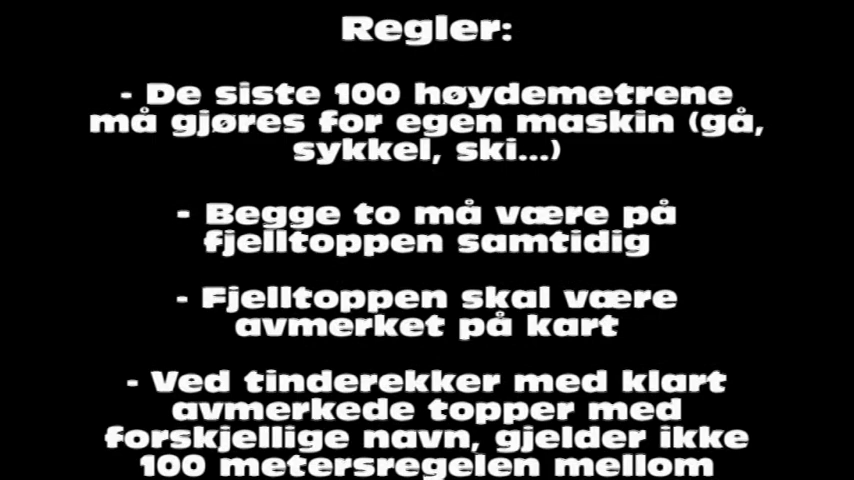 Regler:
- De siste 100 høydemetrene
må gjøres for egen maskin (gå,
sykkel, ski...)
- Begge to må være på
fjelltoppen samtidig
- Fjelltoppen skal være
avmerket på kart
- Ved tinderekker med klart
avmerkede topper med
forskjellige navn, gjelder ikke
100 metersregelen mellom